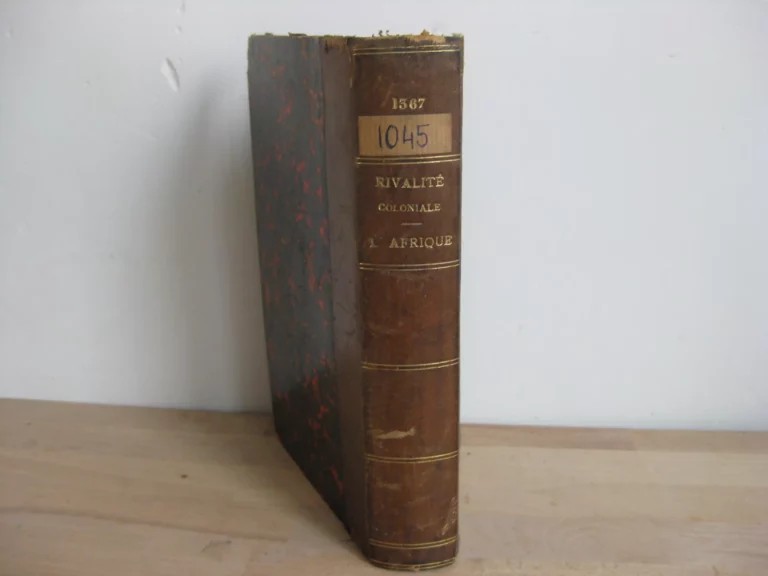 1367
1045
RIVALITÉ
COLONIALE
L' AFRIQUE